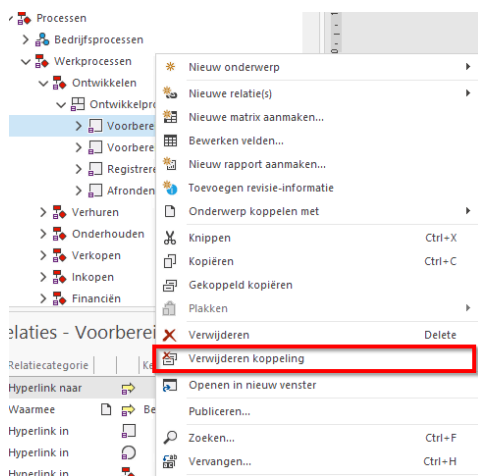 Processen
Bedrijfsprocessen
Werkprocessen
Ontwikkelen
Ontwikkelpro
Voorbere
Voorbere
Registrere
Afronden
Verhuren
Onderhouden
Verkopen
Inkopen
Financiën
Nieuw onderwerp
Nieuwe relatie(s)
Nieuwe matrix aanmaken...
Bewerken velden...
Nieuw rapport aanmaken...
Toevoegen revisie-informatie
Onderwerp koppelen met
Knippen Ctrl+X
Kopiëren Ctrl+C
Gekoppeld kopiëren
Plakken
Verwijderen Delete
Verwijderen koppeling
Openen in nieuw venster
Publiceren...
Zoeken... Ctrl+F
Vervangen... Ctrl+H
elaties - Voorberei
Relatiecategorie Ke
Hyperlink naar
Waarmee Be
Hyperlink in
Hyperlink in
Hyperlink in